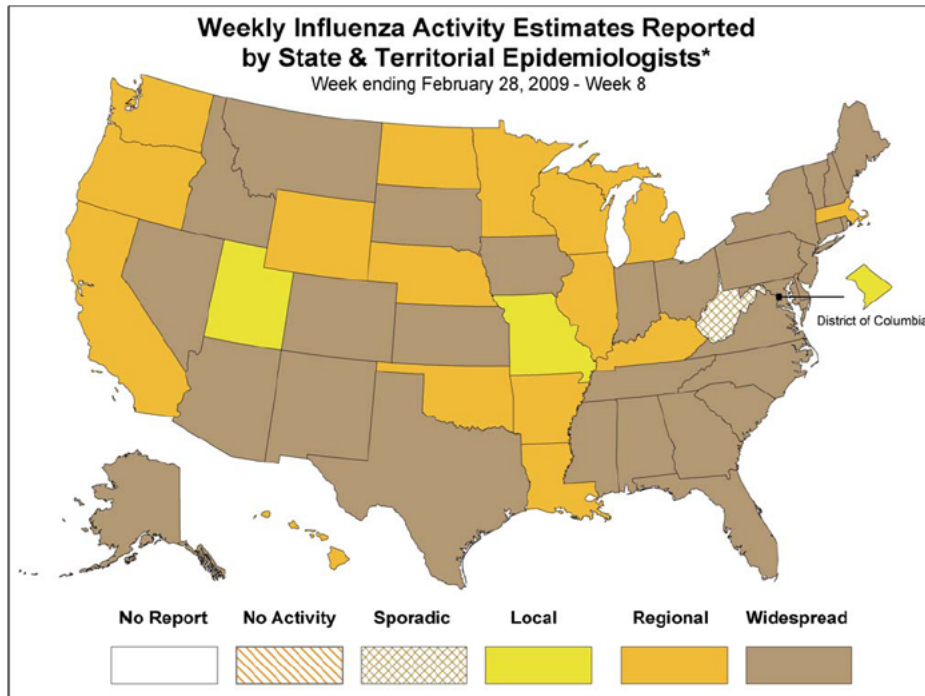 Weekly Influenza Activity Estimates Reported
by State & Territorial Epidemiologists*
Week ending February 28, 2009 - Week 8
District of Columbia
No Report No Activity Sporadic Local Regional Widespread